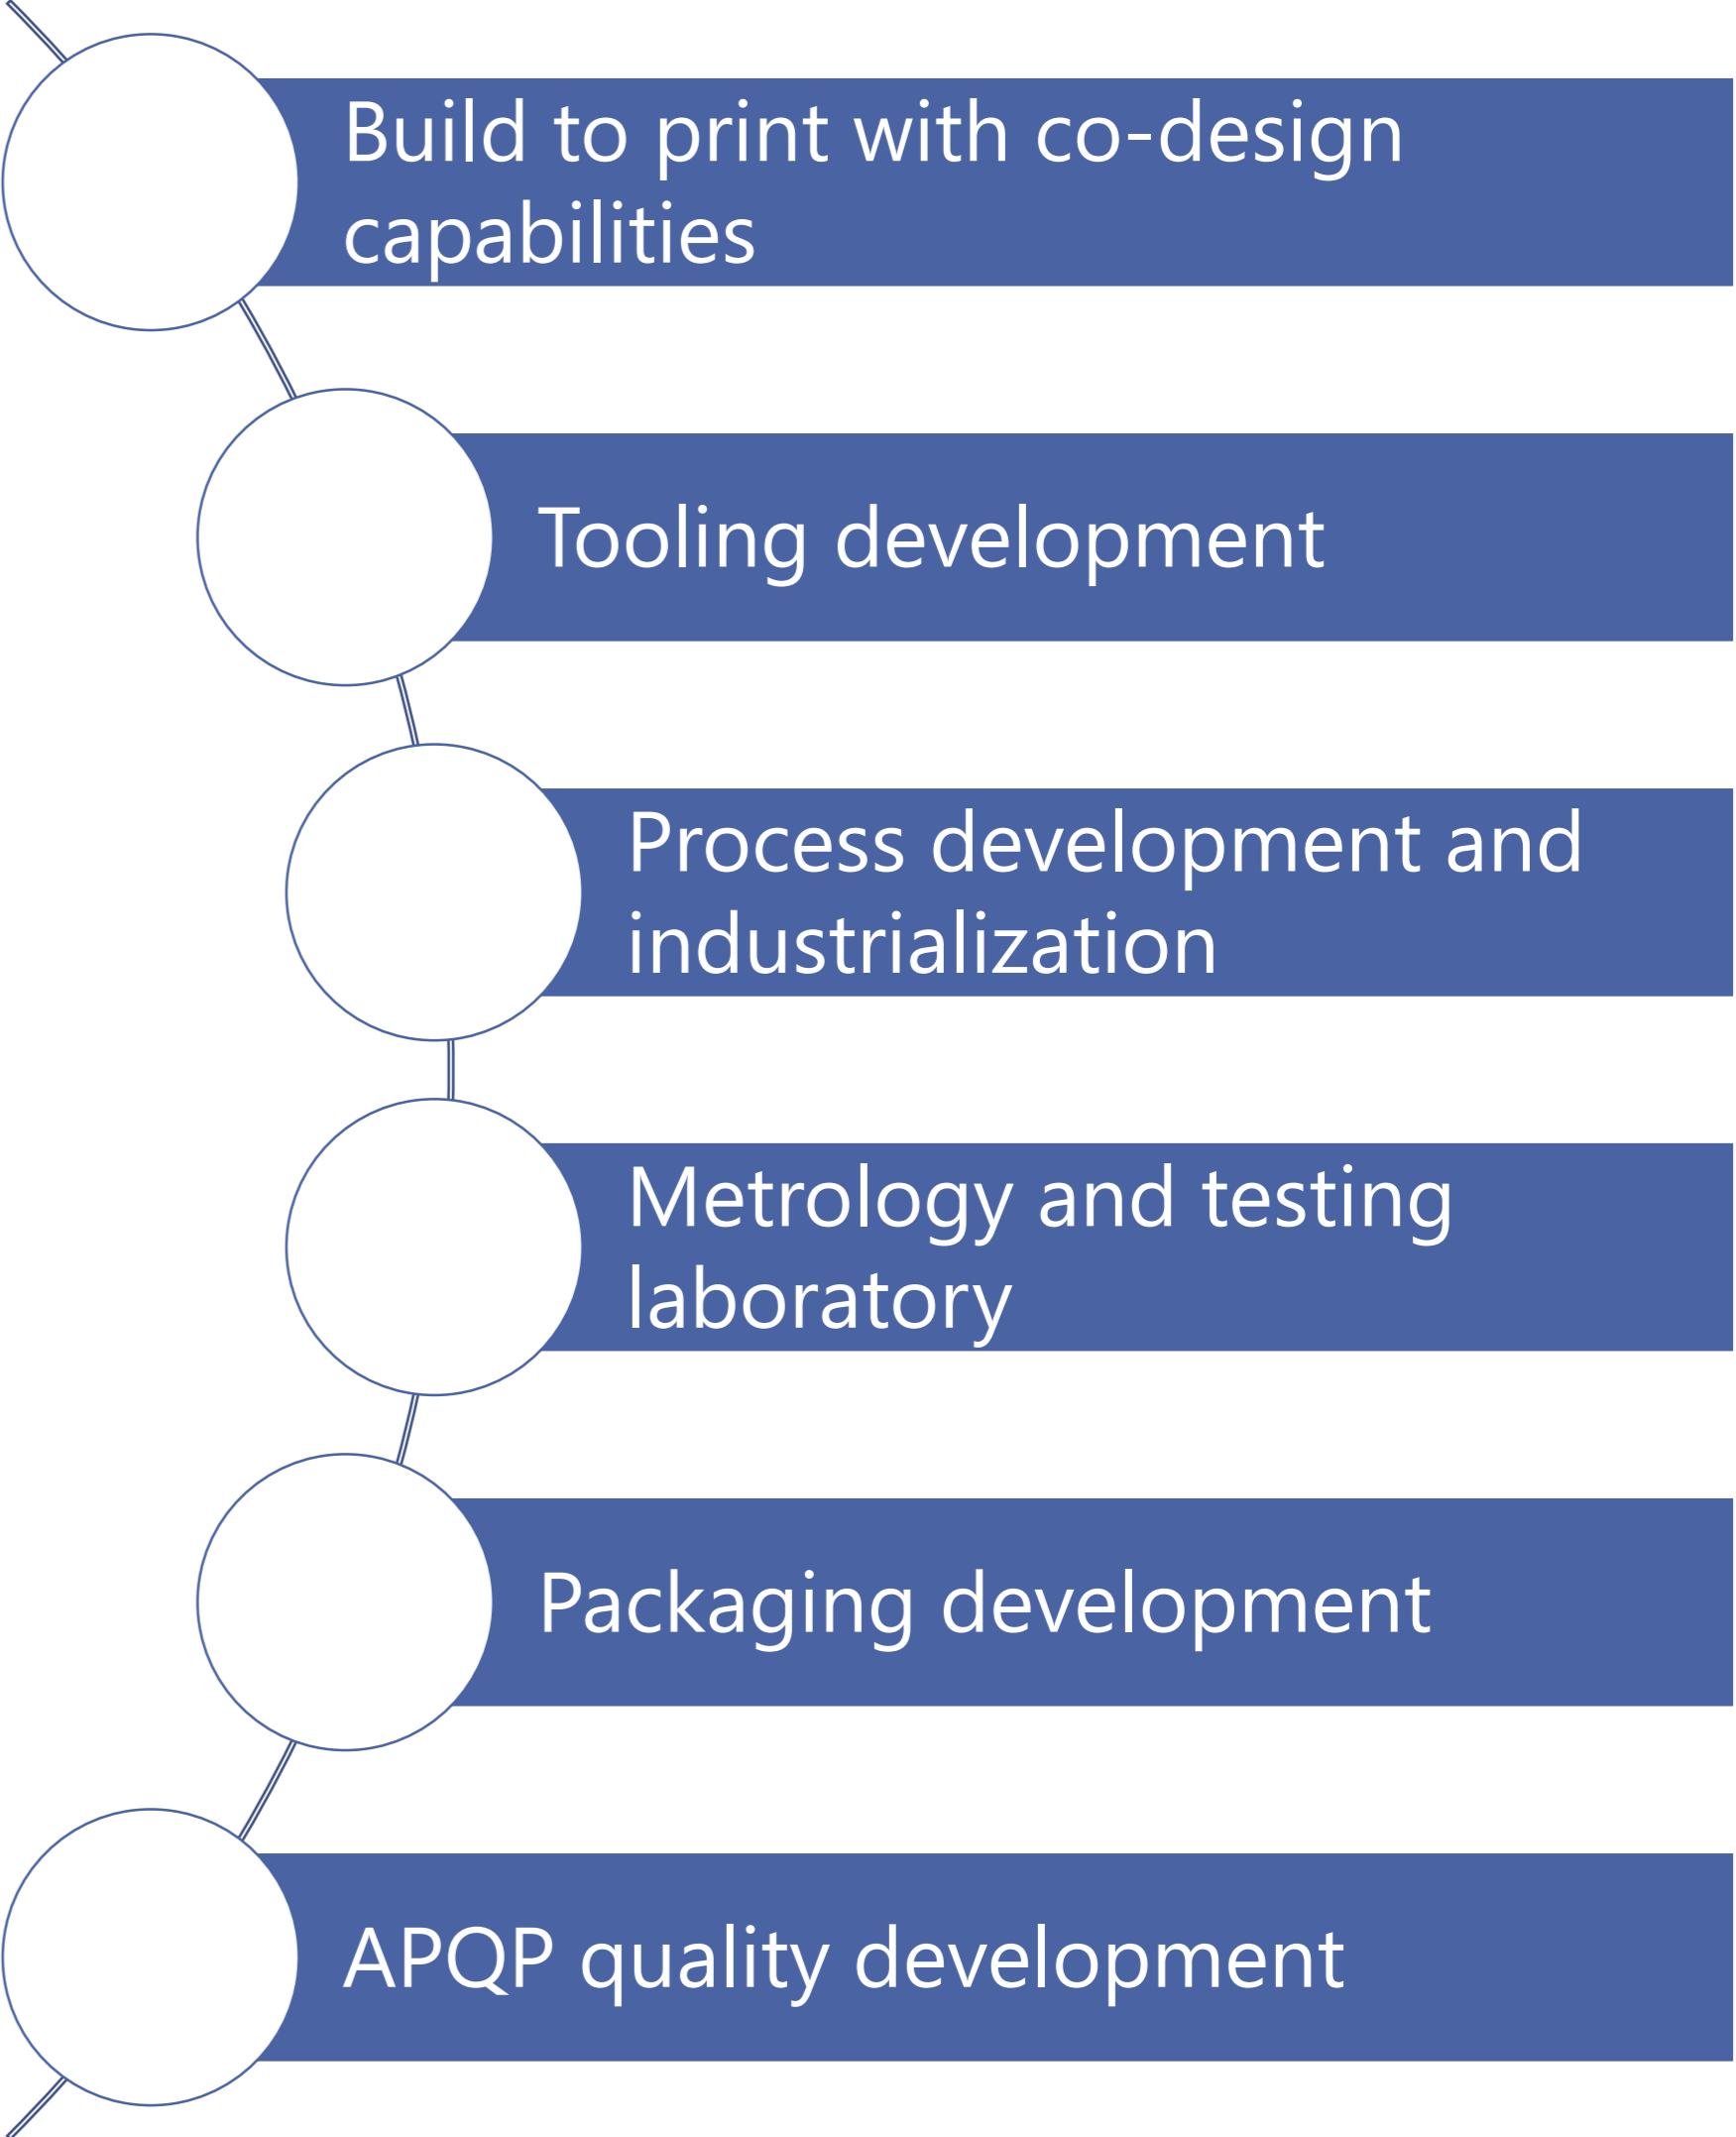 Build to print with co-design
capabilities
Tooling development
Process development and
industrialization
Metrology and testing
laboratory
Packaging development
APQP quality development